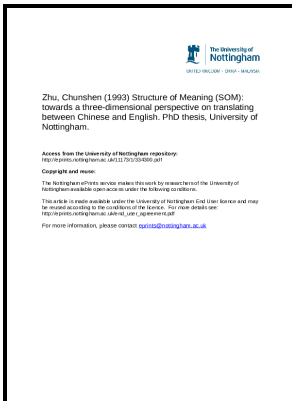 The University of
Nottingham
UNITED KINGDOM · CHINA · MALAYSIA
Zhu, Chunshen (1993) Structure of Meaning (SOM):
towards a three-dimensional perspective on translating
between Chinese and English. PhD thesis, University of
Nottingham.
Access from the University of Nottingham repository:
http://eprints.nottingham.ac.uk/11173/1/334300.pdf
Copyright and reuse:
The Nottingham ePrints service makes this work by researchers of the University of
Nottingham available open access under the following conditions.
This article is made available under the University of Nottingham End User licence and may
be reused according to the conditions of the licence. For more details see:
http://eprints.nottingham.ac.uk/end_user_agreement.pdf
For more information, please contact eprints@nottingham.ac.uk